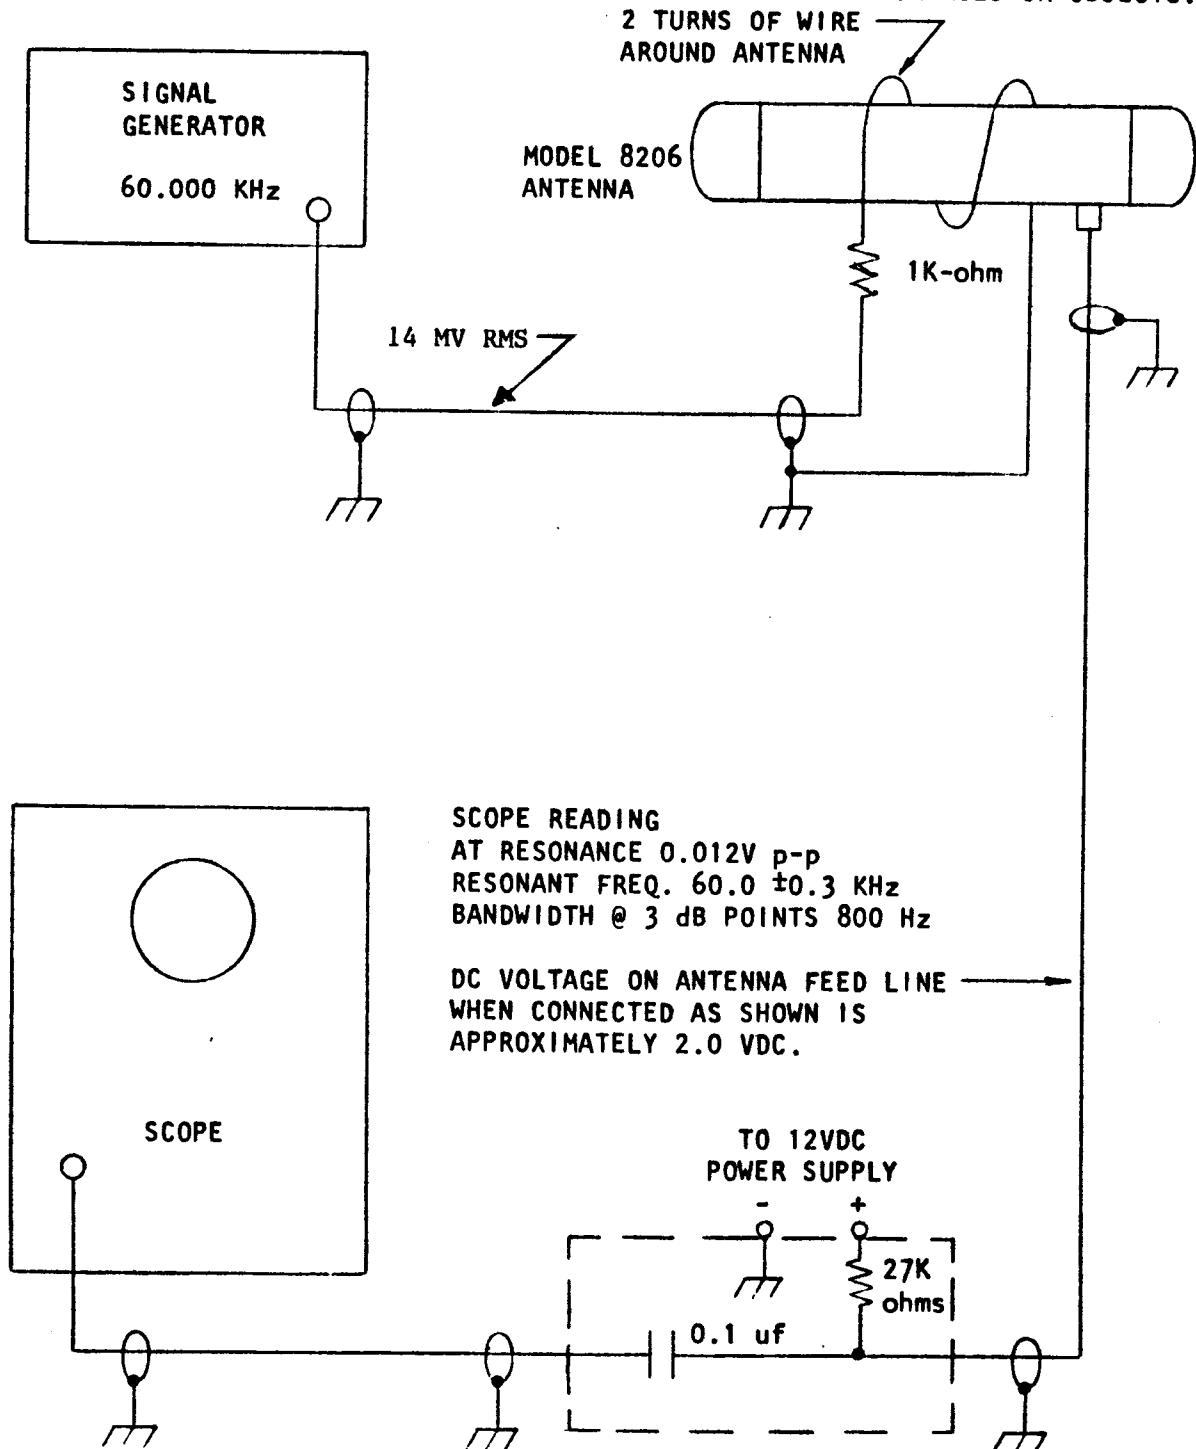 2 TURNS OF WIRE
AROUND ANTENNA
SIGNAL
GENERATOR
60.000 KHz
MODEL 8206
ANTENNA
1K-ohm
14 MV RMS
SCOPE READING
AT RESONANCE 0.012V p-p
RESONANT FREQ. 60.0 ±0.3 KHz
BANDWIDTH @ 3 dB POINTS 800 Hz
DC VOLTAGE ON ANTENNA FEED LINE
WHEN CONNECTED AS SHOWN IS
APPROXIMATELY 2.0 VDC.
SCOPE
TO 12VDC
POWER SUPPLY
- +
27K
ohms
0.1 uf